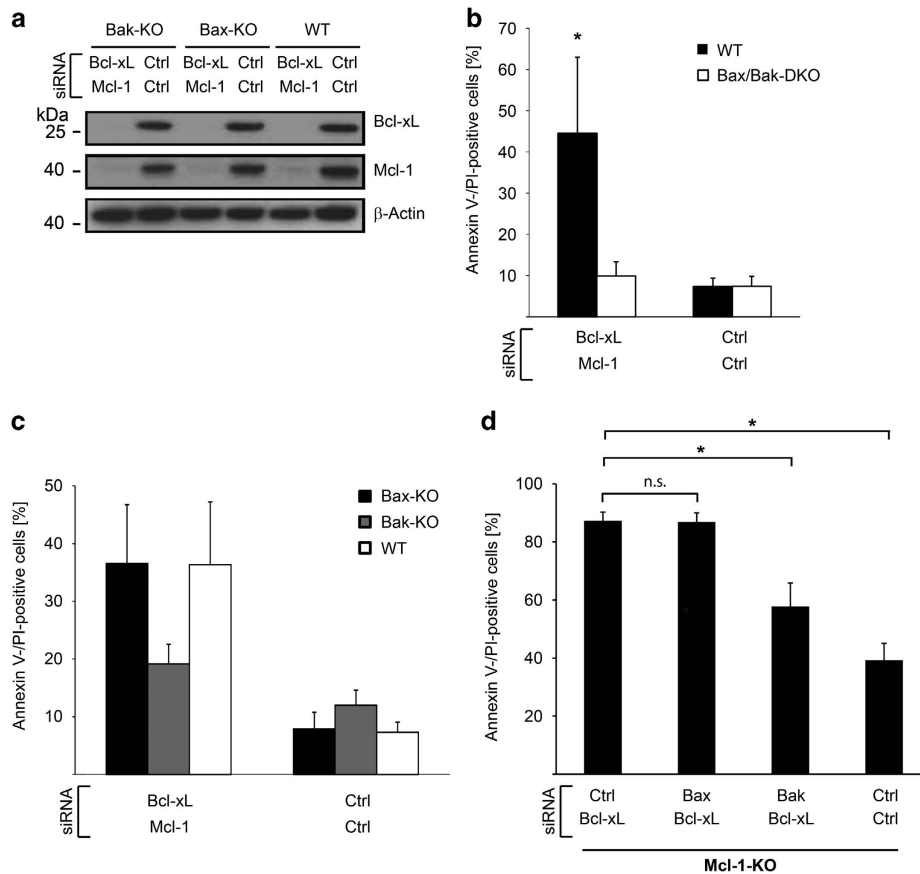 a
Bak-KO Bax-KO WT
siRNA
Bcl-xL Ctrl Bcl-xL Ctrl Bcl-xL Ctrl
Mcl-1 Ctrl Mcl-1 Ctrl Mcl-1 Ctrl
kDa
25
Bcl-xL
40
Mcl-1
40
β-Actin
b
Annexin V-/PI-positive cells [%]
70
60
50
40
30
20
10
*
WT
Bax/Bak-DKO
siRNA
Bcl-xL Ctrl
Mcl-1 Ctrl
c
Annexin V-/PI-positive cells [%]
50
40
30
20
10
Bax-KO
Bak-KO
WT
siRNA
Bcl-xL Ctrl
Mcl-1 Ctrl
d
*
*
n.s.
Annexin V-/PI-positive cells [%]
100
80
60
40
20
siRNA
Ctrl Bax Bak Ctrl
Bcl-xL Bcl-xL Bcl-xL Ctrl
Mcl-1-KO